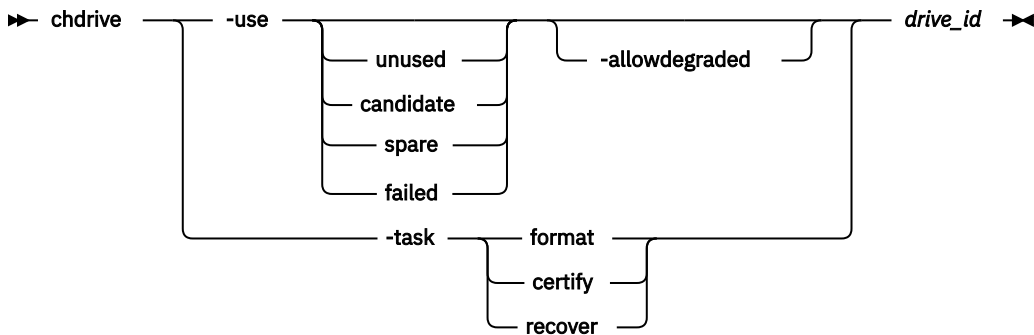 chdrive -use drive_id
unused -allowdegraded
candidate
spare
failed
-task format
certify
recover